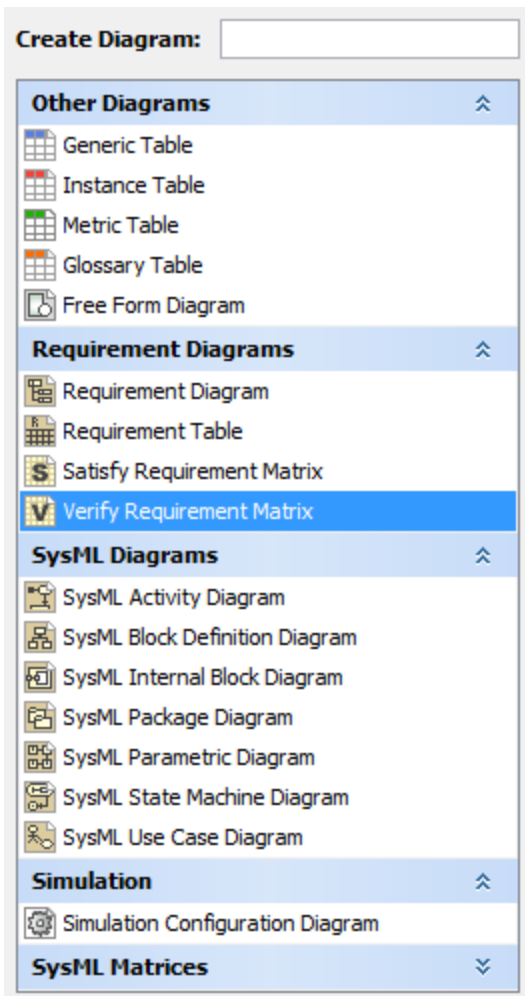 Create Diagram:
Other Diagrams
Generic Table
Instance Table
Metric Table
Glossary Table
Free Form Diagram
Requirement Diagrams
Requirement Diagram
R
Requirement Table
S
Satisfy Requirement Matrix
V
Verify Requirement Matrix
SysML Diagrams
SysML Activity Diagram
SysML Block Definition Diagram
SysML Internal Block Diagram
SysML Package Diagram
SysML Parametric Diagram
SysML State Machine Diagram
SysML Use Case Diagram
Simulation
Simulation Configuration Diagram
SysML Matrices